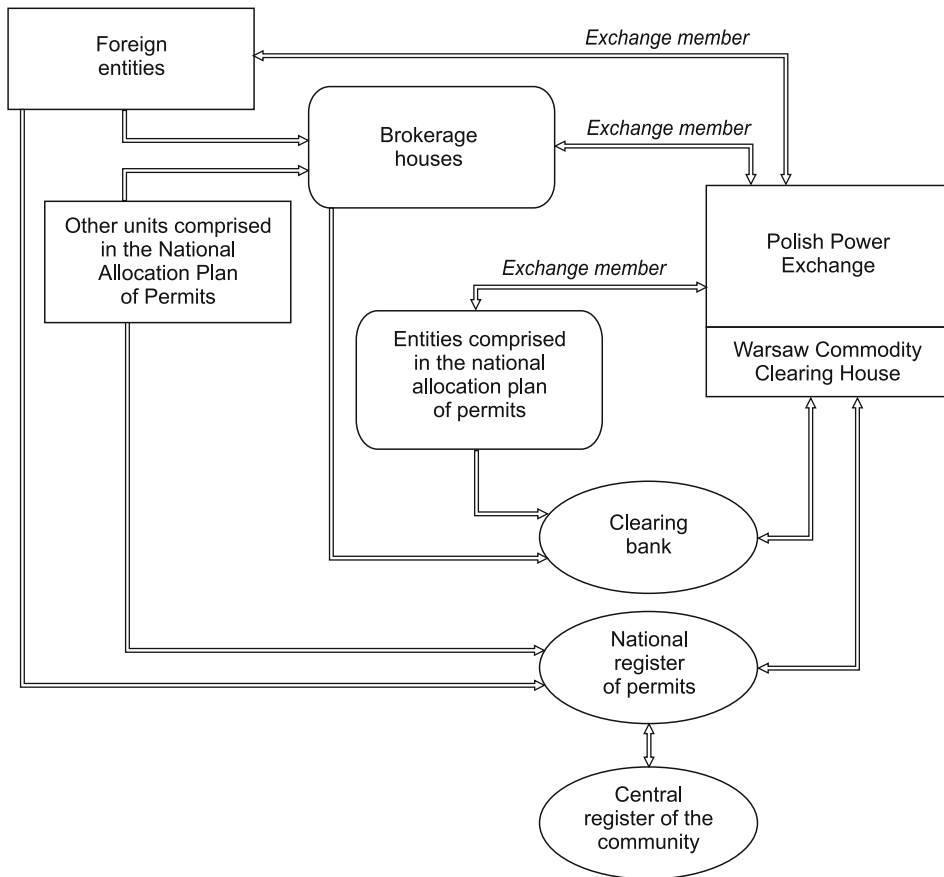 Foreign
entities
Exchange member
Brokerage
houses
Exchange member
Other units comprised
in the National
Allocation Plan
of Permits
Polish Power
Exchange
Exchange member
Entities comprised
in the national
allocation plan
of permits
Warsaw Commodity
Clearing House
Clearing
bank
National
register
of permits
Central
register of the
community